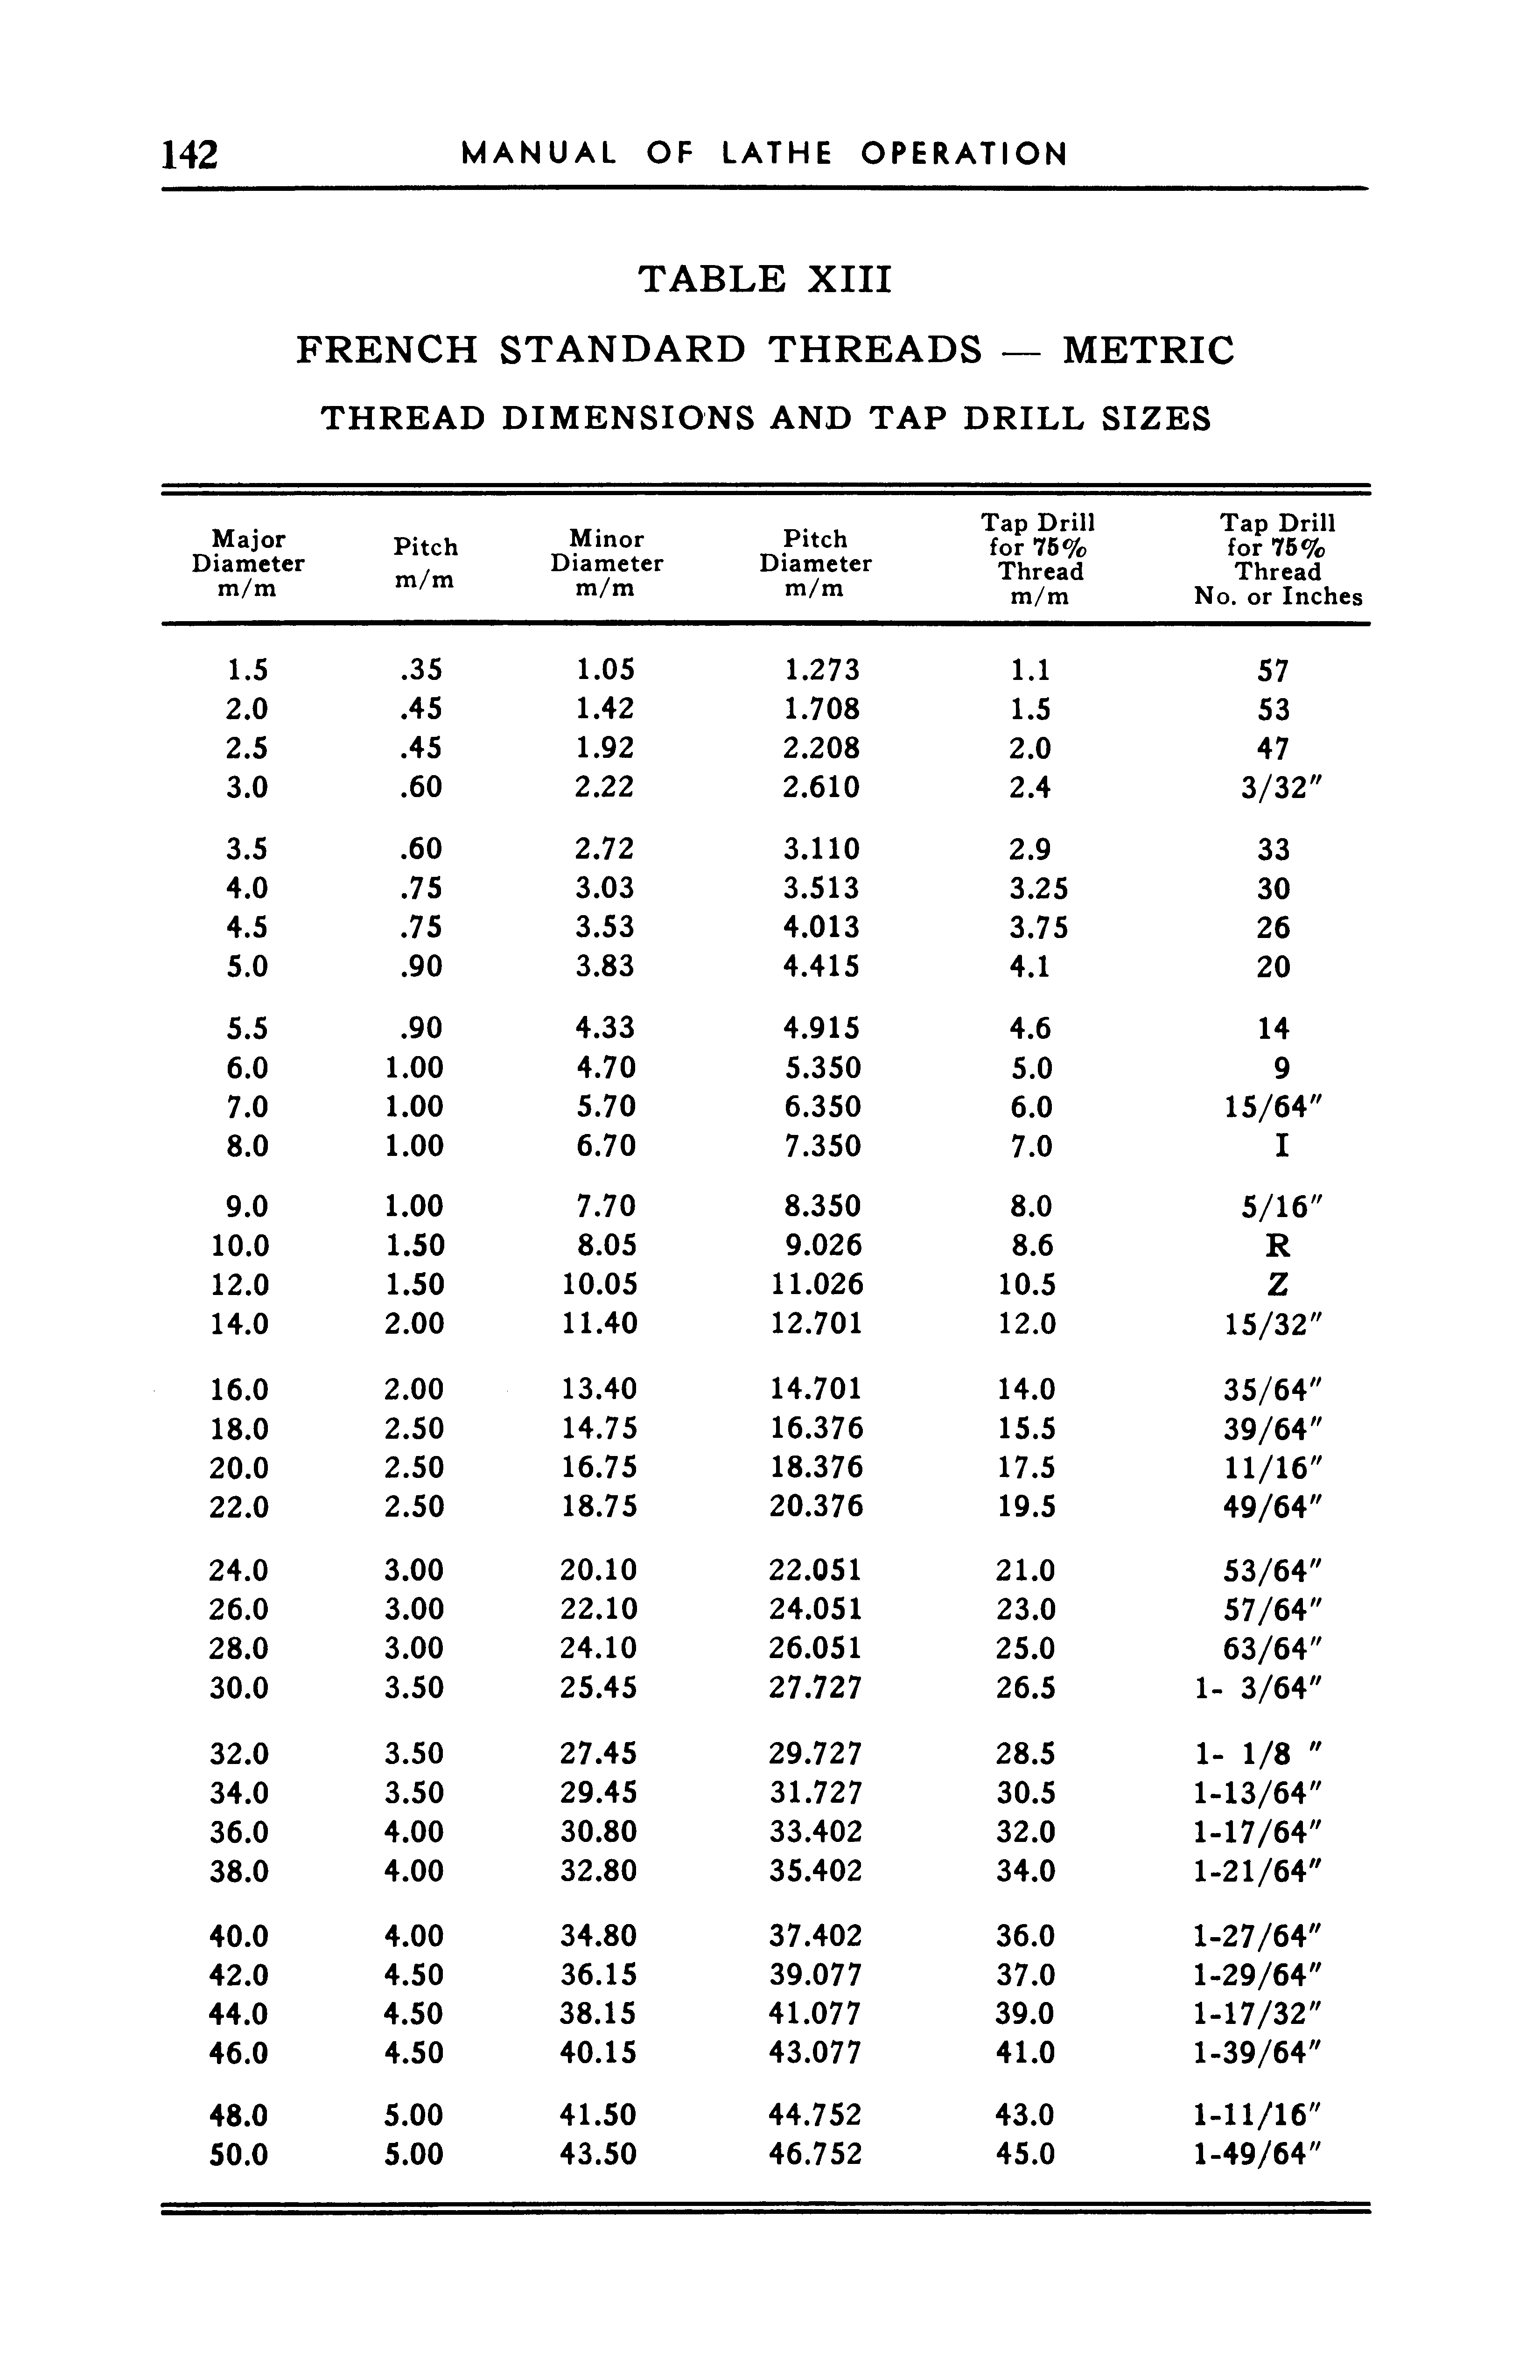 142 MANUAL OF LATHE OPERATION
TABLE XIII
FRENCH STANDARD THREADS — METRIC
THREAD DIMENSIONS AND TAP DRILL SIZES
Major Diameter m/m Pitch m/m Minor Diameter m/m Pitch Diameter m/m Tap Drill for 75% Thread m/m Tap Drill for 75% Thread No. or Inches
1.5 .35 1.05 1.273 1.1 57
2.0 .45 1.42 1.708 1.5 53
2.5 .45 1.92 2.208 2.0 47
3.0 .60 2.22 2.610 2.4 3/32"
3.5 .60 2.72 3.110 2.9 33
4.0 .75 3.03 3.513 3.25 30
4.5 .75 3.53 4.013 3.75 26
5.0 .90 3.83 4.415 4.1 20
5.5 .90 4.33 4.915 4.6 14
6.0 1.00 4.70 5.350 5.0 9
7.0 1.00 5.70 6.350 6.0 15/64"
8.0 1.00 6.70 7.350 7.0 I
9.0 1.00 7.70 8.350 8.0 5/16"
10.0 1.50 8.05 9.026 8.6 R
12.0 1.50 10.05 11.026 10.5 Z
14.0 2.00 11.40 12.701 12.0 15/32"
16.0 2.00 13.40 14.701 14.0 35/64"
18.0 2.50 14.75 16.376 15.5 39/64"
20.0 2.50 16.75 18.376 17.5 11/16"
22.0 2.50 18.75 20.376 19.5 49/64"
24.0 3.00 20.10 22.051 21.0 53/64"
26.0 3.00 22.10 24.051 23.0 57/64"
28.0 3.00 24.10 26.051 25.0 63/64"
30.0 3.50 25.45 27.727 26.5 1- 3/64"
32.0 3.50 27.45 29.727 28.5 1- 1/8 "
34.0 3.50 29.45 31.727 30.5 1-13/64"
36.0 4.00 30.80 33.402 32.0 1-17/64"
38.0 4.00 32.80 35.402 34.0 1-21/64"
40.0 4.00 34.80 37.402 36.0 1-27/64"
42.0 4.50 36.15 39.077 37.0 1-29/64"
44.0 4.50 38.15 41.077 39.0 1-17/32"
46.0 4.50 40.15 43.077 41.0 1-39/64"
48.0 5.00 41.50 44.752 43.0 1-11/16"
50.0 5.00 43.50 46.752 45.0 1-49/64"